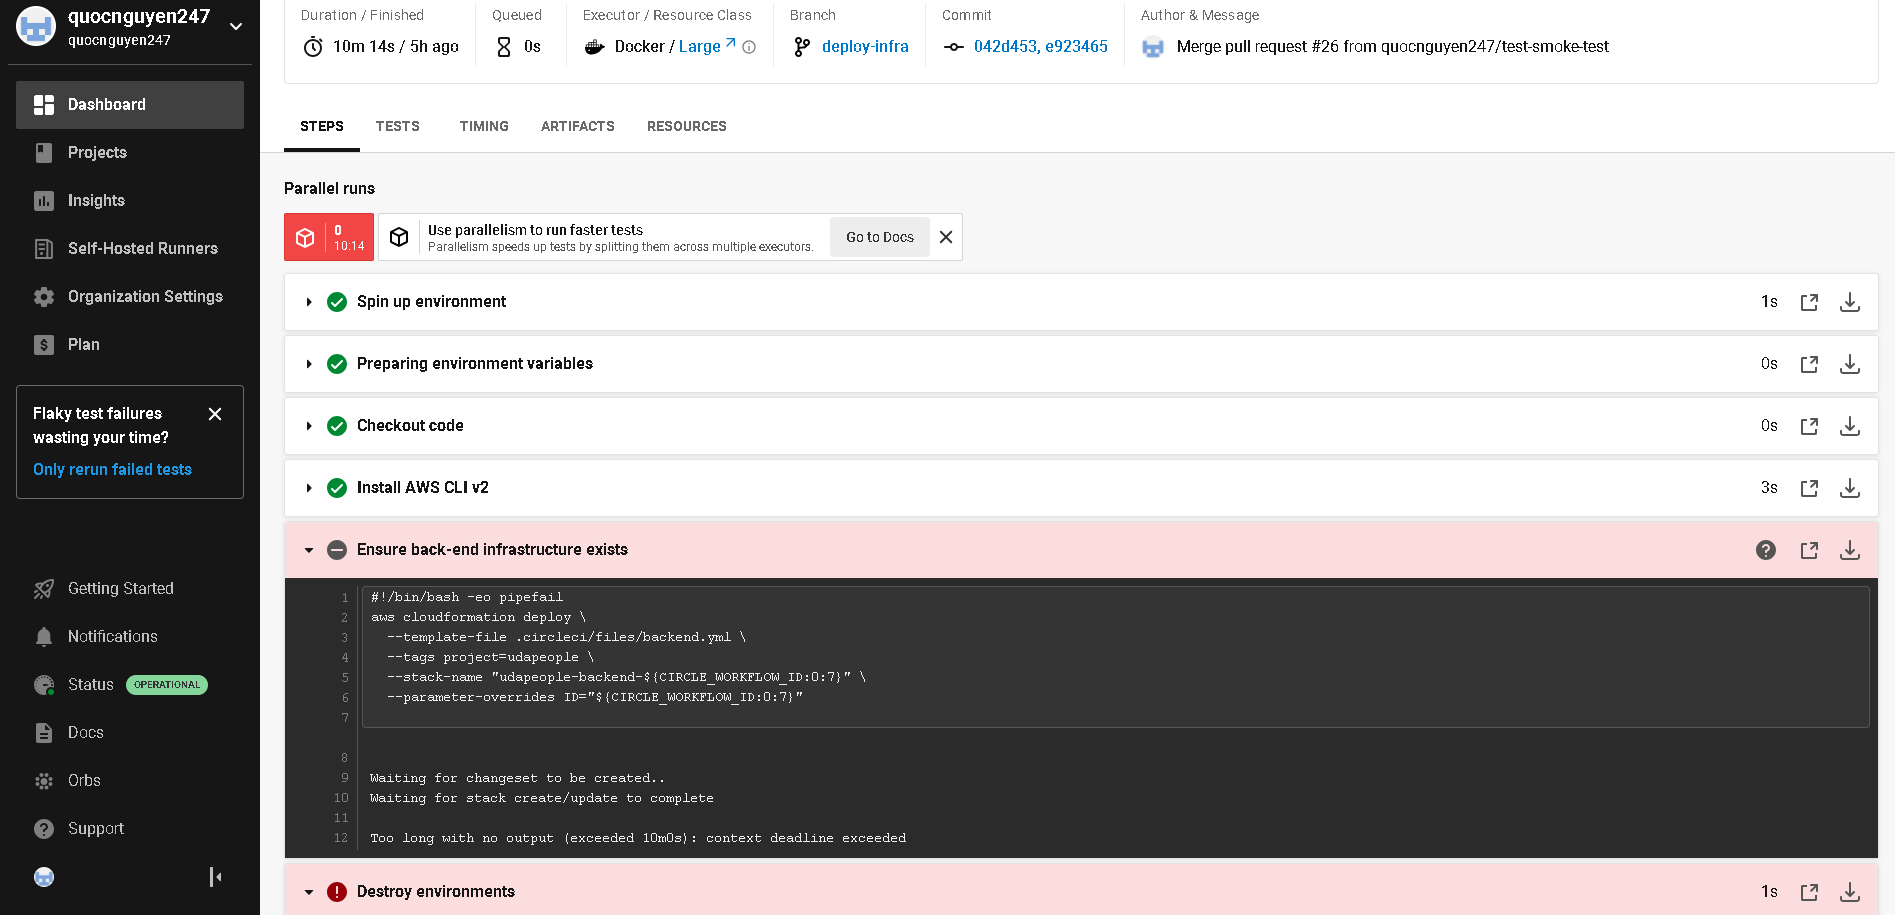 quocnguyen247
quocnguyen247
Dashboard
Projects
Insights
Self-Hosted Runners
Organization Settings
Plan
Flaky test failures
wasting your time?
Only rerun failed tests
Getting Started
Notifications
Status OPERATIONAL
Docs
Orbs
Support
Duration / Finished
10m 14s / 5h ago
Queued
0s
Executor / Resource Class
Docker / Large
Branch
deploy-infra
Commit
042d453, e923465
Author & Message
Merge pull request #26 from quocnguyen247/test-smoke-test
STEPS TESTS TIMING ARTIFACTS RESOURCES
Parallel runs
0
10:14
Use parallelism to run faster tests
Parallelism speeds up tests by splitting them across multiple executors.
Go to Docs
Spin up environment 1s
Preparing environment variables 0s
Checkout code 0s
Install AWS CLI v2 3s
Ensure back-end infrastructure exists
1 #!/bin/bash -eo pipefail
2 aws cloudformation deploy \
3 --template-file .circleci/files/backend.yml \
4 --tags project=udapeople \
5 --stack-name "udapeople-backend-${CIRCLE_WORKFLOW_ID:0:7}" \
6 --parameter-overrides ID="${CIRCLE_WORKFLOW_ID:0:7}"
7
8
9 Waiting for changeset to be created..
10 Waiting for stack create/update to complete
11
12 Too long with no output (exceeded 10m0s): context deadline exceeded
Destroy environments 1s